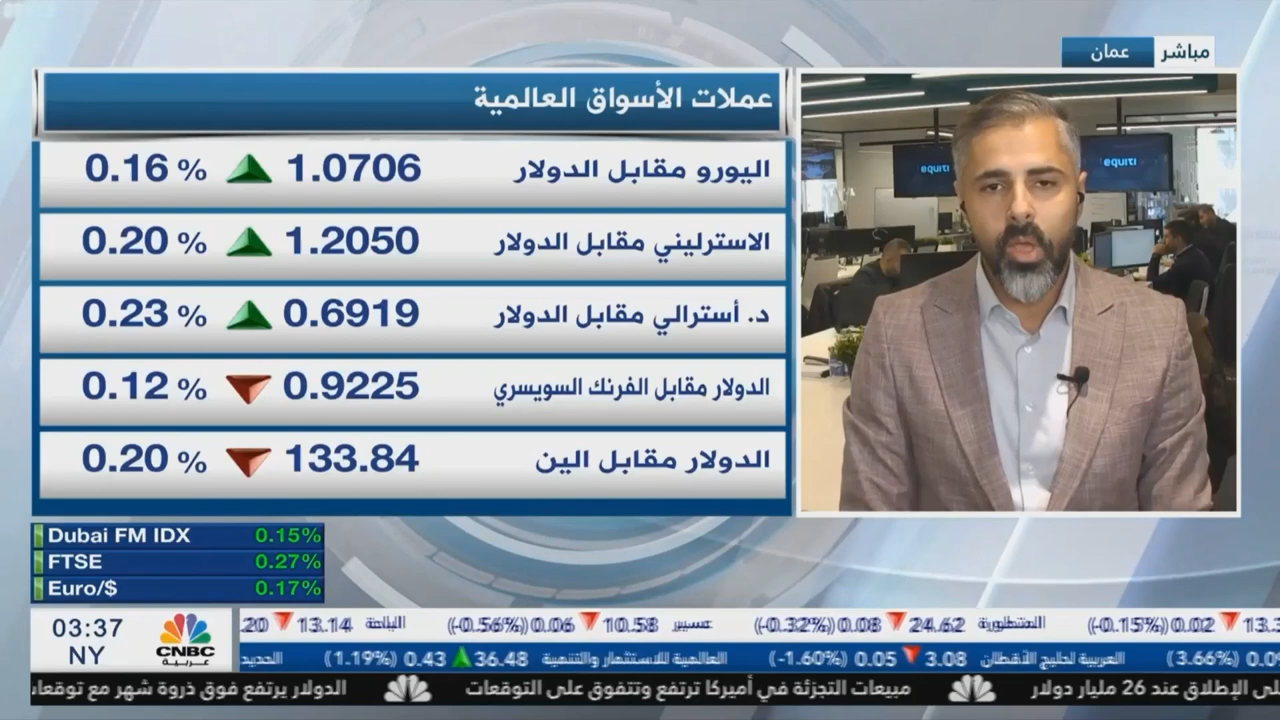 مباشر عمان
عملات الأسواق العالمية
اليورو مقابل الدولار 1.0706 0.16 %
الاسترليني مقابل الدولار 1.2050 0.20 %
د. أسترالي مقابل الدولار 0.6919 0.23 %
الدولار مقابل الفرنك السويسري 0.9225 0.12 %
الدولار مقابل الين 133.84 0.20 %
equiti
equiti
Dubai FM IDX 0.15%
FTSE 0.27%
Euro/$ 0.17%
03:37
NY
CNBC
عربية
13.3 0.02 (-0.15%) المتطورة 24.62 0.08 (-0.32%) عسير 10.58 0.06 (-0.56%) الباحة 13.14 .20
(3.66%) العربية لخليج الأقطان 3.08 0.05 (-1.60%) العالمية للاستثمار والتنمية 36.48 0.43 (1.19%) الحديد
الإطلاق عند 26 مليار دولار مبيعات التجزئة في أميركا ترتفع وتتفوق على التوقعات الدولار يرتفع فوق ذروة شهر مع توقعات